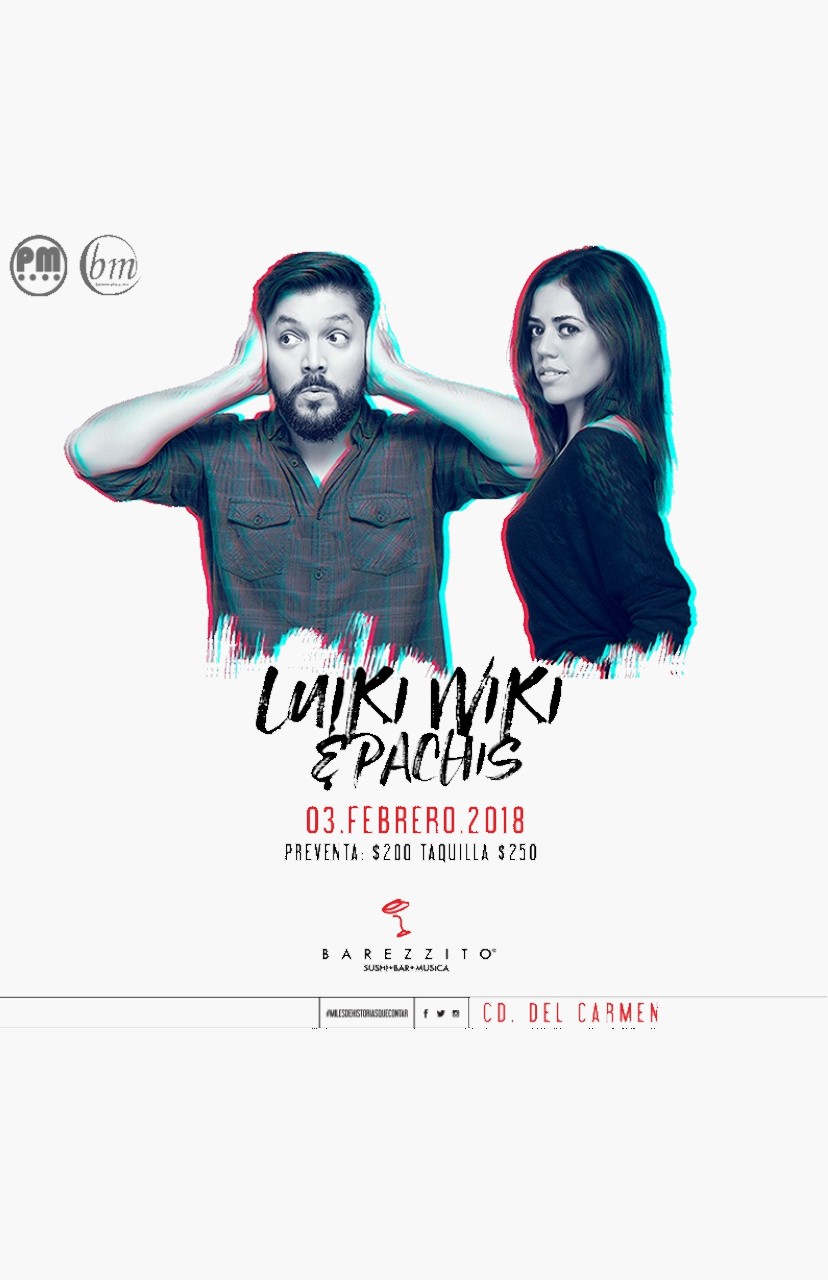 PM
bm
LUIKI WIKI
& PACHIS
03.FEBRERO.2018
PREVENTA: $200 TAQUILLA $250
BAREZZITO®
SUSHI+BAR+MUSICA
#MILESDEHISTORIASQUECONTAR
CD. DEL CARMEN